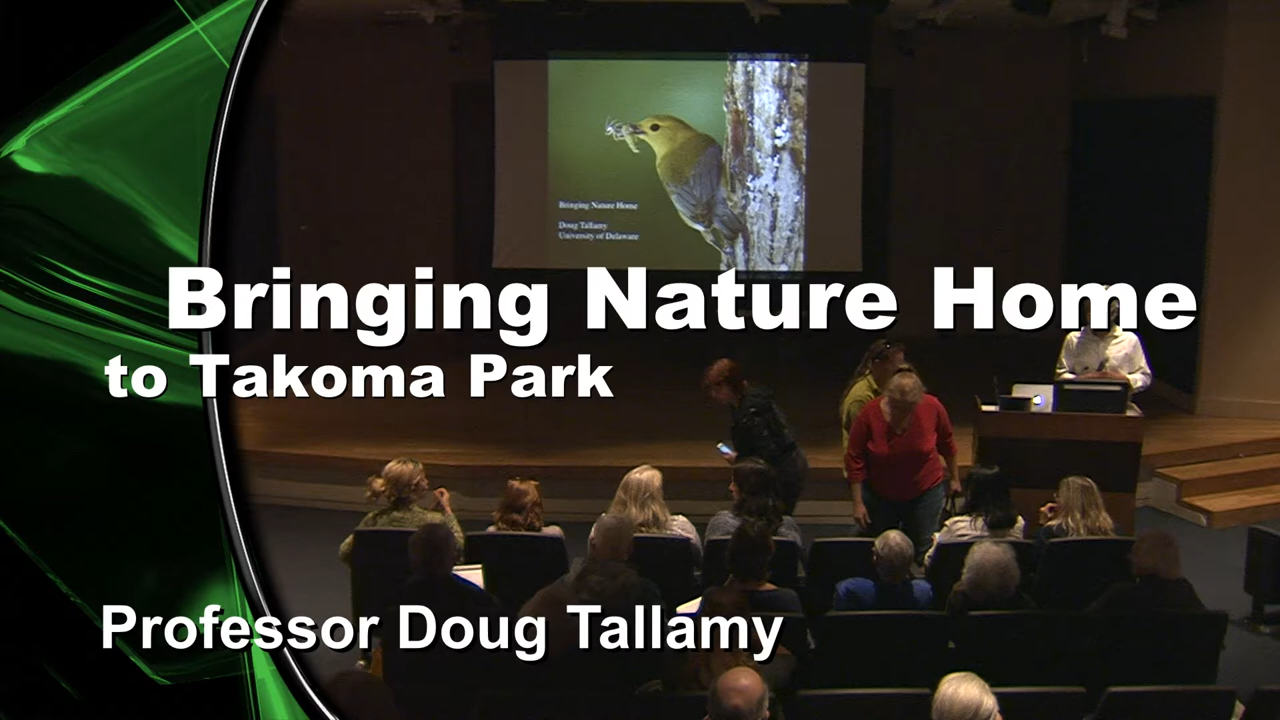 Bringing Nature Home
Doug Tallamy
University of Delaware
Bringing Nature Home
to Takoma Park
Professor Doug Tallamy